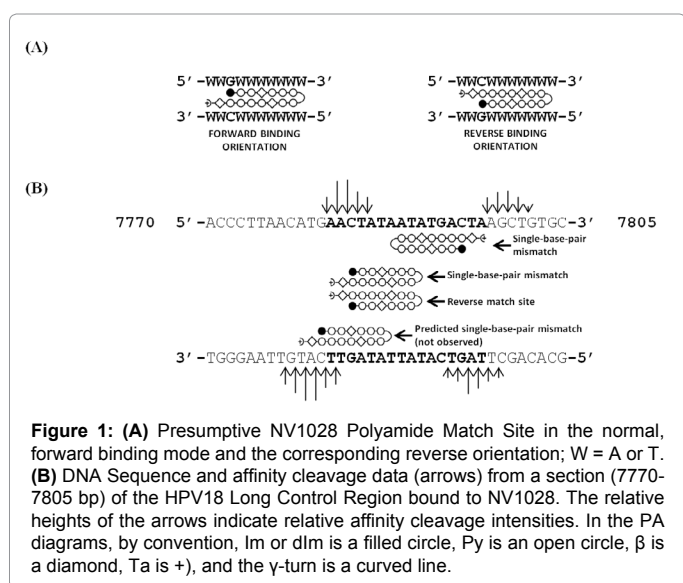 (A)
5′-WWGWWWWWWW-3′
3′-WWCWWWWWWW-5′
FORWARD BINDING
ORIENTATION
5′-WWCWWWWWWW-3′
3′-WWGWWWWWWW-5′
REVERSE BINDING
ORIENTATION
(B)
7770 5′-ACCCTTAACATGAACTATAATATGACTAAGCTGTGC-3′ 7805
Single-base-pair
mismatch
Single-base-pair mismatch
Reverse match site
Predicted single-base-pair mismatch
(not observed)
3′-TGGGAATTGTACTTGATATTATACTGATTCGACACG-5′
Figure 1: (A) Presumptive NV1028 Polyamide Match Site in the normal,
forward binding mode and the corresponding reverse orientation; W = A or T.
(B) DNA Sequence and affinity cleavage data (arrows) from a section (7770-
7805 bp) of the HPV18 Long Control Region bound to NV1028. The relative
heights of the arrows indicate relative affinity cleavage intensities. In the PA
diagrams, by convention, Im or dIm is a filled circle, Py is an open circle, β is
a diamond, Ta is +), and the γ-turn is a curved line.